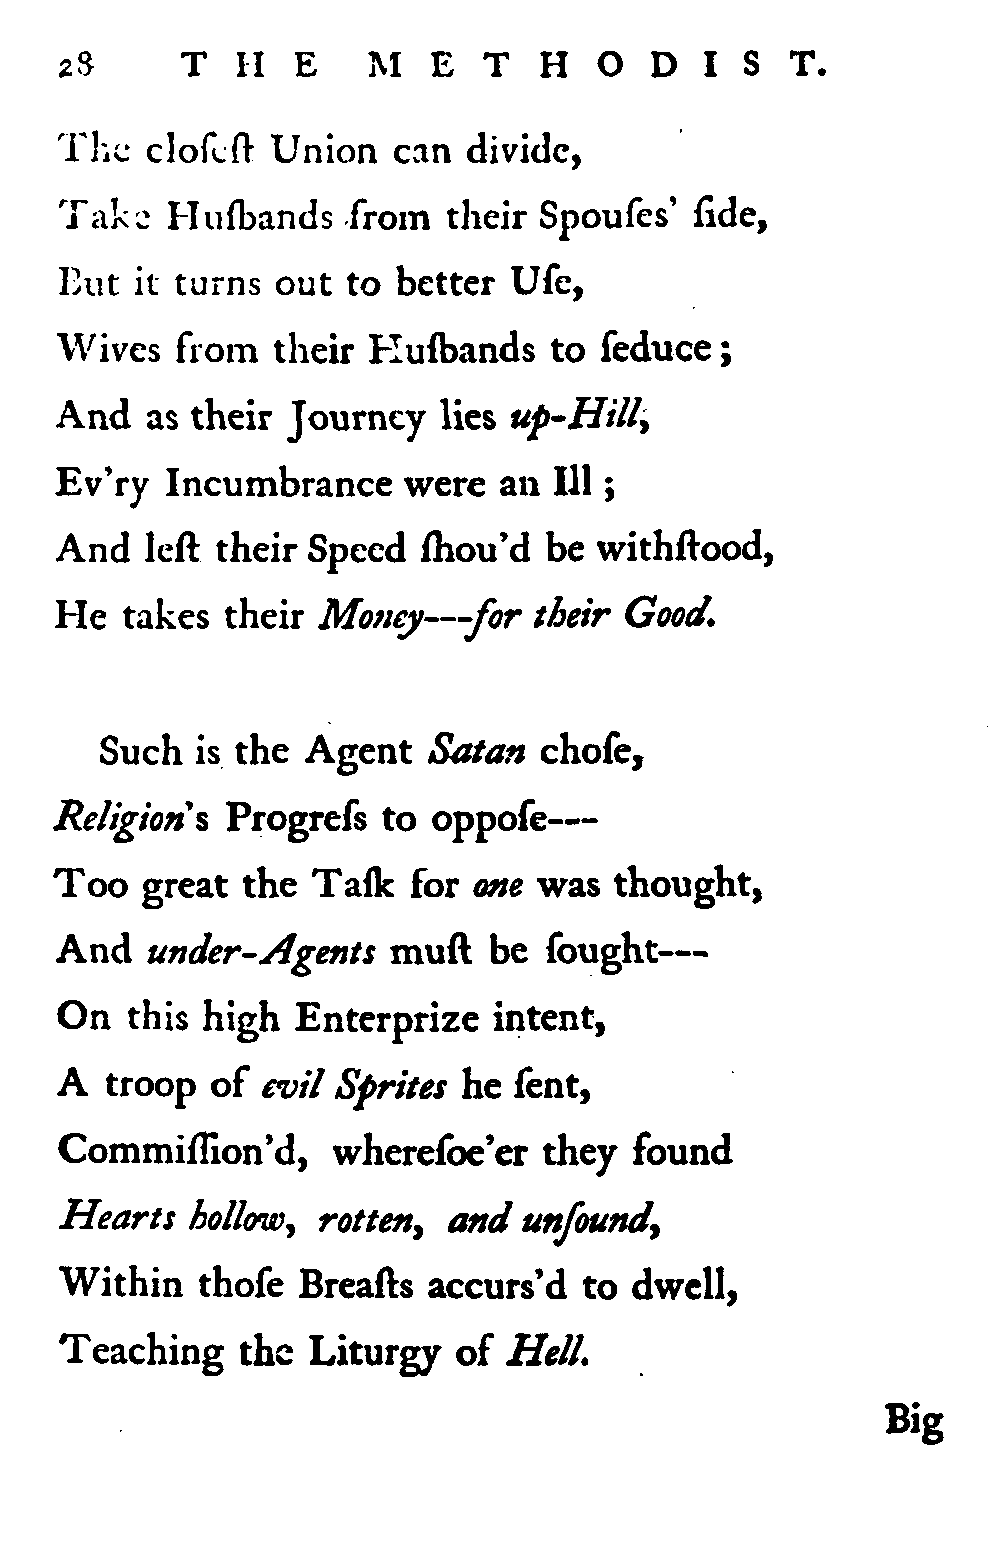 28 THE METHODIST.
The cloſeſt Union can divide,
Take Huſbands from their Spouſes' ſide,
But it turns out to better Uſe,
Wives from their Huſbands to ſeduce;
And as their Journey lies up-Hill,
Ev'ry Incumbrance were an Ill;
And leſt their Speed ſhou'd be withſtood,
He takes their Money---for their Good.
Such is the Agent Satan choſe,
Religion's Progreſs to oppoſe---
Too great the Taſk for one was thought,
And under-Agents muſt be ſought---
On this high Enterprize intent,
A troop of evil Sprites he ſent,
Commiſſion'd, whereſoe'er they found
Hearts hollow, rotten, and unſound,
Within thoſe Breaſts accurs'd to dwell,
Teaching the Liturgy of Hell.
Big